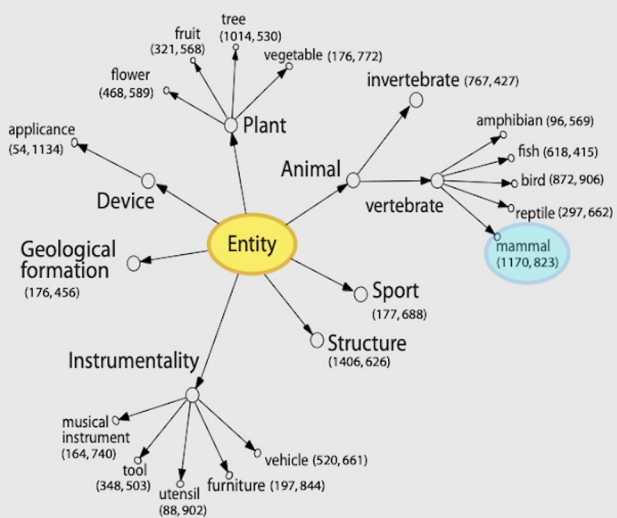 tree
(1014, 530)
fruit
(321, 568)
vegetable (176, 772)
flower
(468, 589)
Plant
applicance
(54, 1134)
Device
invertebrate (767, 427)
Animal
amphibian (96, 569)
fish (618, 415)
bird (872, 906)
vertebrate
reptile (297, 662)
mammal
(1170, 823)
Entity
Geological
formation
(176, 456)
Sport
(177, 688)
Structure
(1406, 626)
Instrumentality
musical
instrument
(164, 740)
tool
(348, 503)
utensil
(88, 902)
furniture (197, 844)
vehicle (520, 661)